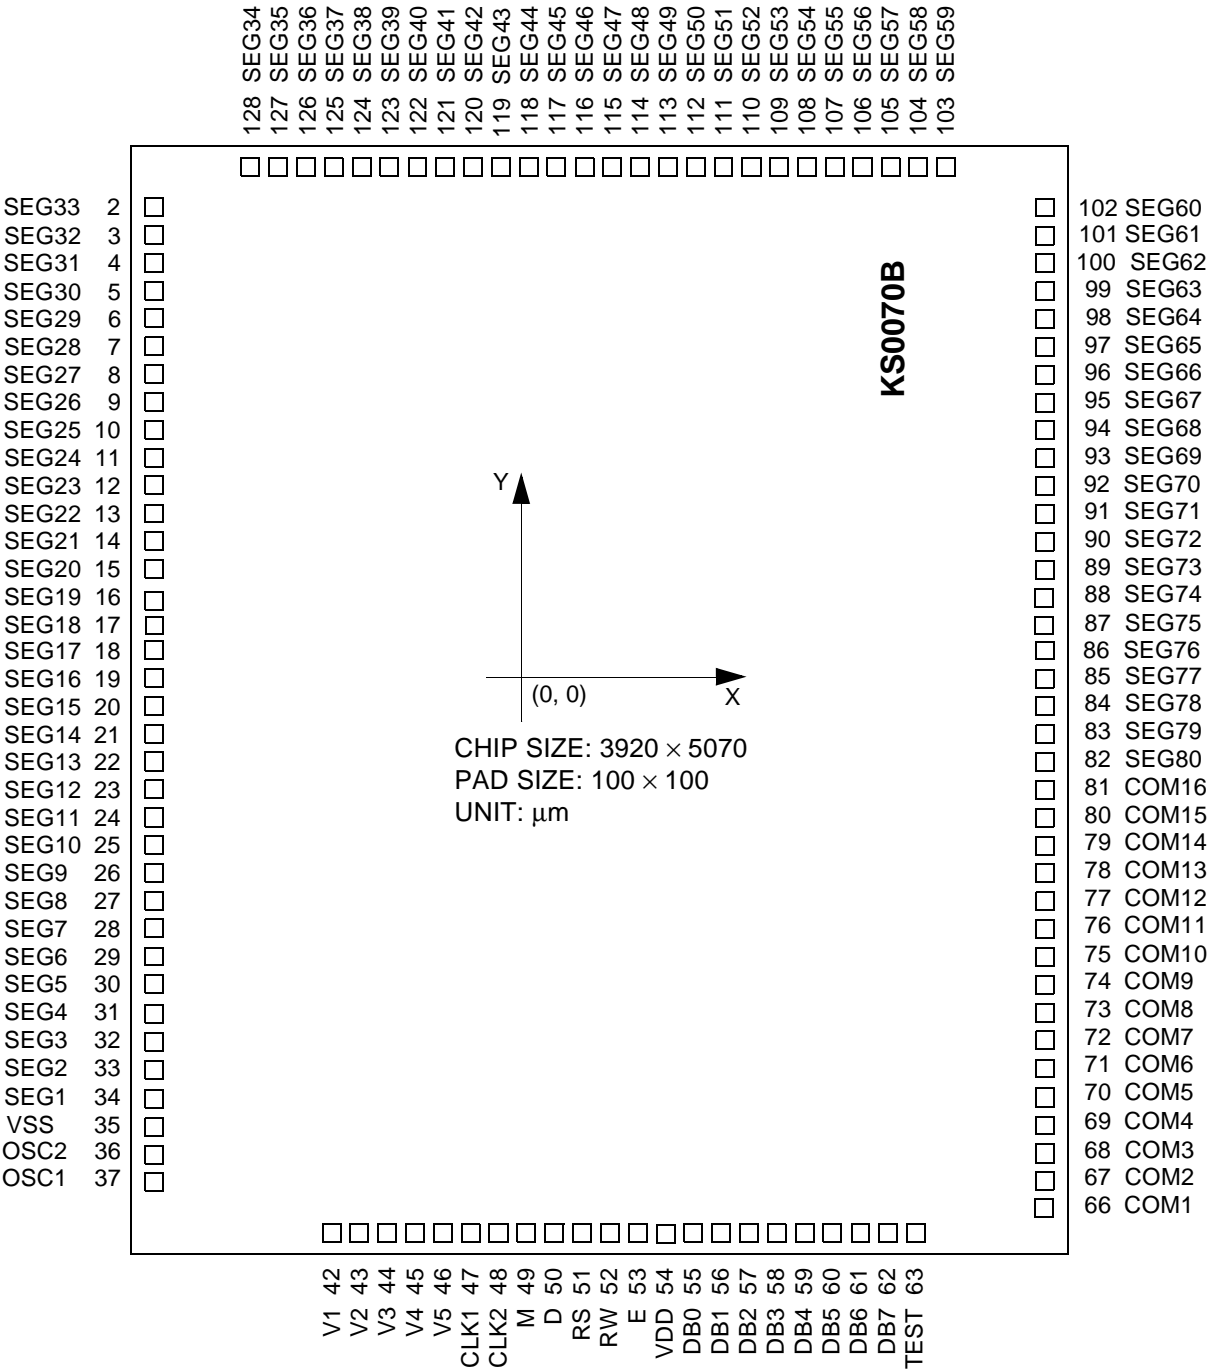 128 SEG34
127 SEG35
126 SEG36
125 SEG37
124 SEG38
123 SEG39
122 SEG40
121 SEG41
120 SEG42
119 SEG43
118 SEG44
117 SEG45
116 SEG46
115 SEG47
114 SEG48
113 SEG49
112 SEG50
111 SEG51
110 SEG52
109 SEG53
108 SEG54
107 SEG55
106 SEG56
105 SEG57
104 SEG58
103 SEG59
SEG33 2
SEG32 3
SEG31 4
SEG30 5
SEG29 6
SEG28 7
SEG27 8
SEG26 9
SEG25 10
SEG24 11
SEG23 12
SEG22 13
SEG21 14
SEG20 15
SEG19 16
SEG18 17
SEG17 18
SEG16 19
SEG15 20
SEG14 21
SEG13 22
SEG12 23
SEG11 24
SEG10 25
SEG9 26
SEG8 27
SEG7 28
SEG6 29
SEG5 30
SEG4 31
SEG3 32
SEG2 33
SEG1 34
VSS 35
OSC2 36
OSC1 37
KS0070B
Y
(0, 0)
X
CHIP SIZE: 3920 × 5070
PAD SIZE: 100 × 100
UNIT: μm
102 SEG60
101 SEG61
100 SEG62
99 SEG63
98 SEG64
97 SEG65
96 SEG66
95 SEG67
94 SEG68
93 SEG69
92 SEG70
91 SEG71
90 SEG72
89 SEG73
88 SEG74
87 SEG75
86 SEG76
85 SEG77
84 SEG78
83 SEG79
82 SEG80
81 COM16
80 COM15
79 COM14
78 COM13
77 COM12
76 COM11
75 COM10
74 COM9
73 COM8
72 COM7
71 COM6
70 COM5
69 COM4
68 COM3
67 COM2
66 COM1
V1 42
V2 43
V3 44
V4 45
V5 46
CLK1 47
CLK2 48
M 49
D 50
RS 51
RW 52
E 53
VDD 54
DB0 55
DB1 56
DB2 57
DB3 58
DB4 59
DB5 60
DB6 61
DB7 62
TEST 63